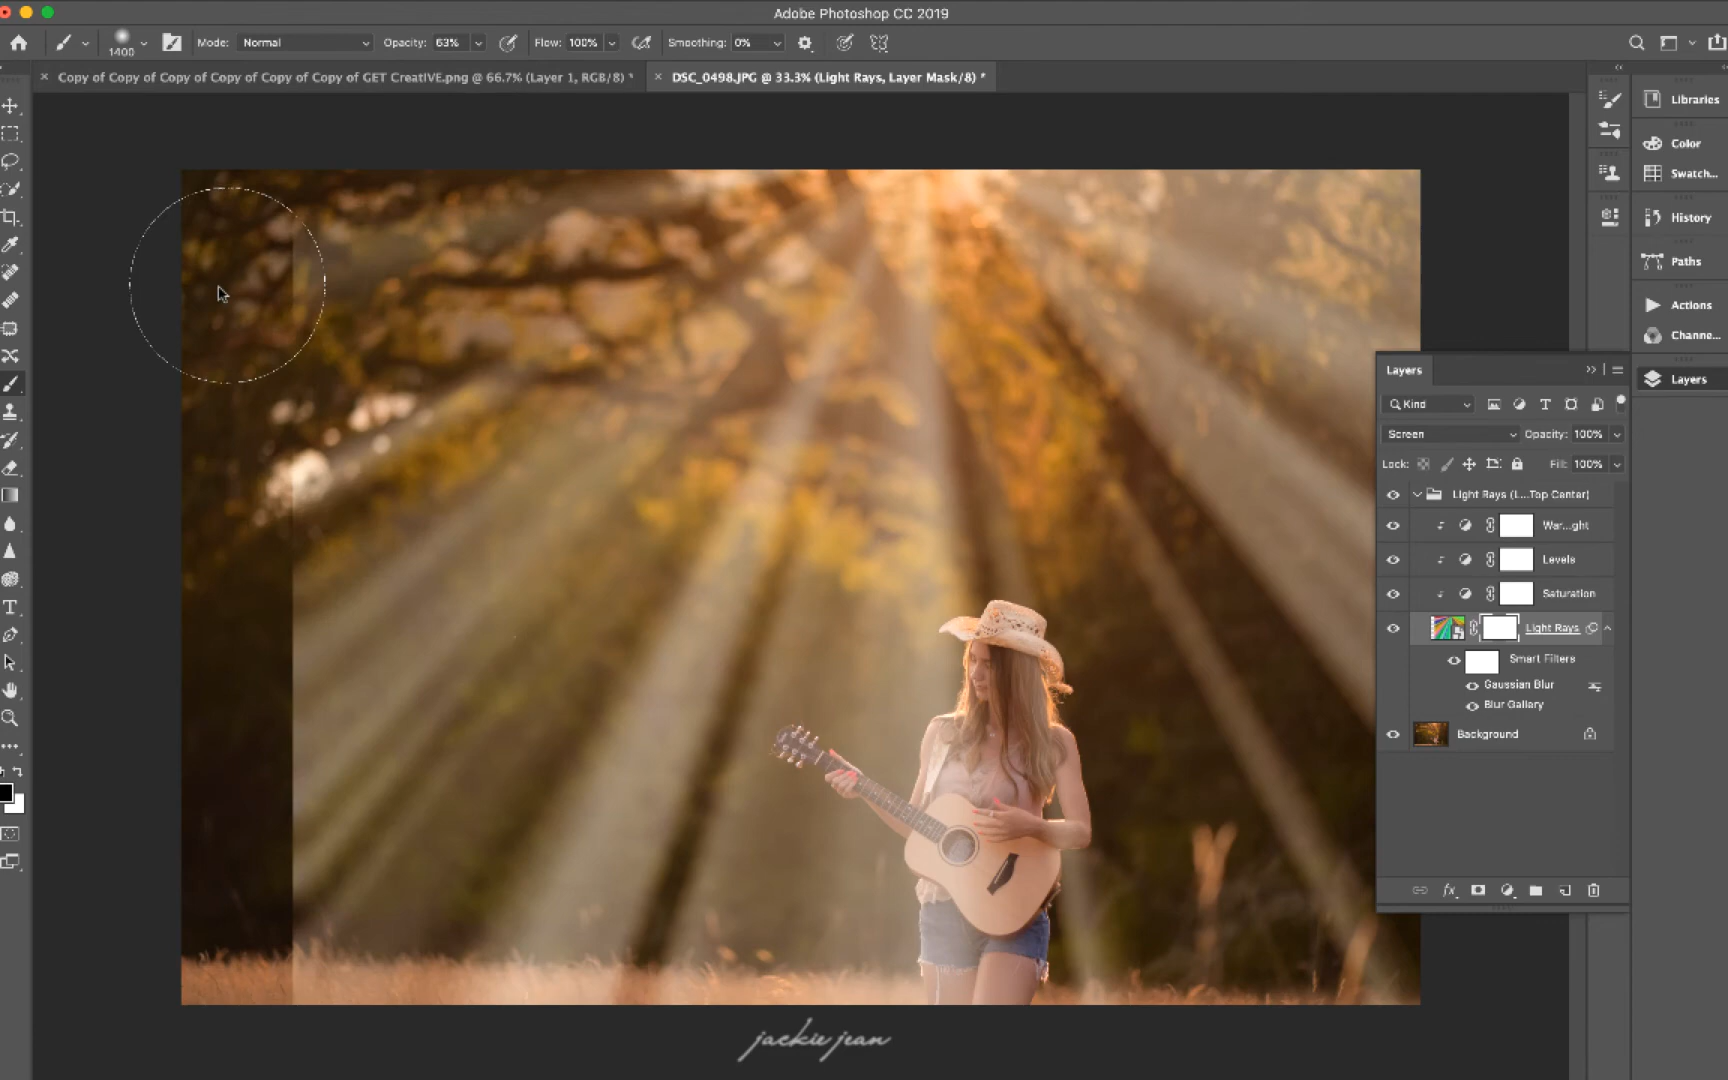 Adobe Photoshop CC 2019
1400 Mode: Normal Opacity: 63% Flow: 100% Smoothing: 0%
× Copy of Copy of Copy of Copy of Copy of Copy of GET CreatIVE.png @ 66.7% (Layer 1, RGB/8) * × DSC_0498.JPG @ 33.3% (Light Rays, Layer Mask/8) *
Libraries
Color
Swatch...
History
Paths
Actions
Channe...
Layers
Layers
Kind
Screen Opacity: 100%
Lock: Fill: 100%
Light Rays (L...Top Center)
War...ght
Levels
Saturation
Light Rays
Smart Filters
Gaussian Blur
Blur Gallery
Background
jackie jean